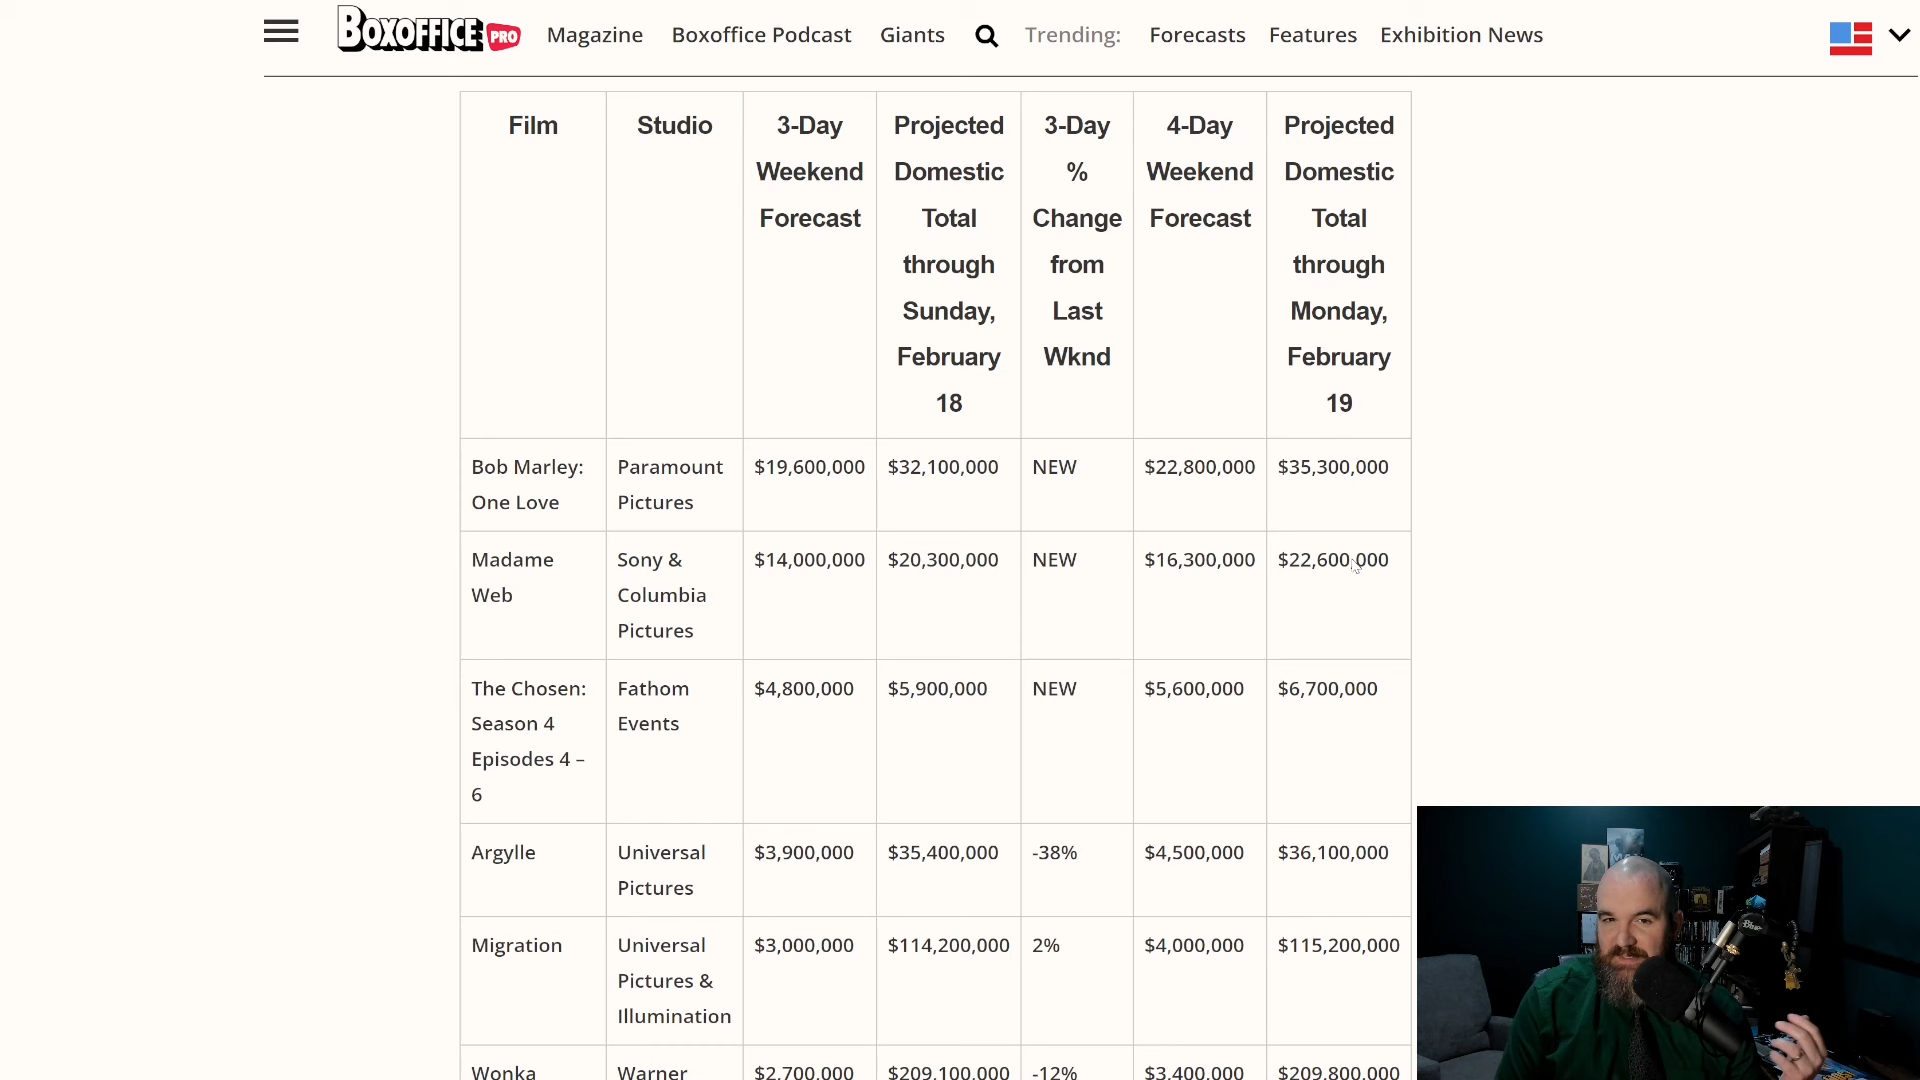 BOXOFFICE PRO Magazine Boxoffice Podcast Giants Trending: Forecasts Features Exhibition News
Film
Studio
3-Day
Weekend
Forecast
Projected
Domestic
Total
through
Sunday,
February
18
3-Day
%
Change
from
Last
Wknd
4-Day
Weekend
Forecast
Projected
Domestic
Total
through
Monday,
February
19
Bob Marley:
One Love
Paramount
Pictures
$19,600,000
$32,100,000
NEW
$22,800,000
$35,300,000
Madame
Web
Sony &
Columbia
Pictures
$14,000,000
$20,300,000
NEW
$16,300,000
$22,600,000
The Chosen:
Season 4
Episodes 4 –
6
Fathom
Events
$4,800,000
$5,900,000
NEW
$5,600,000
$6,700,000
Argylle
Universal
Pictures
$3,900,000
$35,400,000
-38%
$4,500,000
$36,100,000
Migration
Universal
Pictures &
Illumination
$3,000,000
$114,200,000
2%
$4,000,000
$115,200,000
Wonka
Warner
$2,700,000
$209,100,000
-12%
$3,400,000
$209,800,000